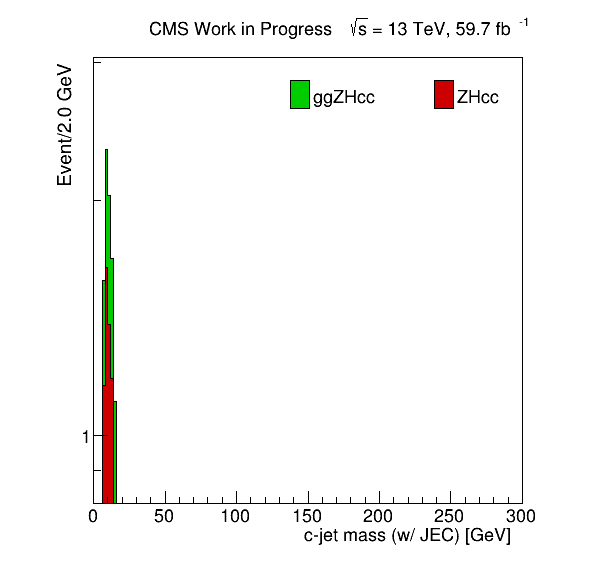 CMS Work in Progress √s = 13 TeV, 59.7 fb -1
Event/2.0 GeV
ggZHcc ZHcc
1
0 50 100 150 200 250 300
c-jet mass (w/ JEC) [GeV]